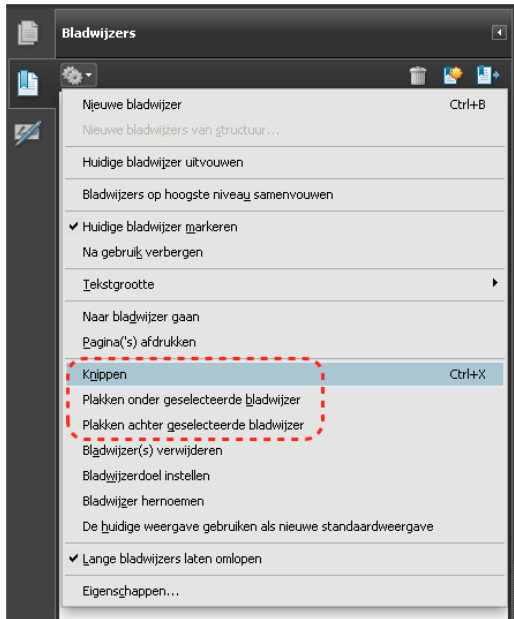 Bladwijzers
Nieuwe bladwijzer Ctrl+B
Nieuwe bladwijzers van structuur...
Huidige bladwijzer uitvouwen
Bladwijzers op hoogste niveau samenvouwen
Huidige bladwijzer markeren
Na gebruik verbergen
Tekstgrootte
Naar bladwijzer gaan
Pagina('s) afdrukken
Knippen Ctrl+X
Plakken onder geselecteerde bladwijzer
Plakken achter geselecteerde bladwijzer
Bladwijzer(s) verwijderen
Bladwijzerdoel instellen
Bladwijzer hernoemen
De huidige weergave gebruiken als nieuwe standaardweergave
Lange bladwijzers laten omlopen
Eigenschappen...